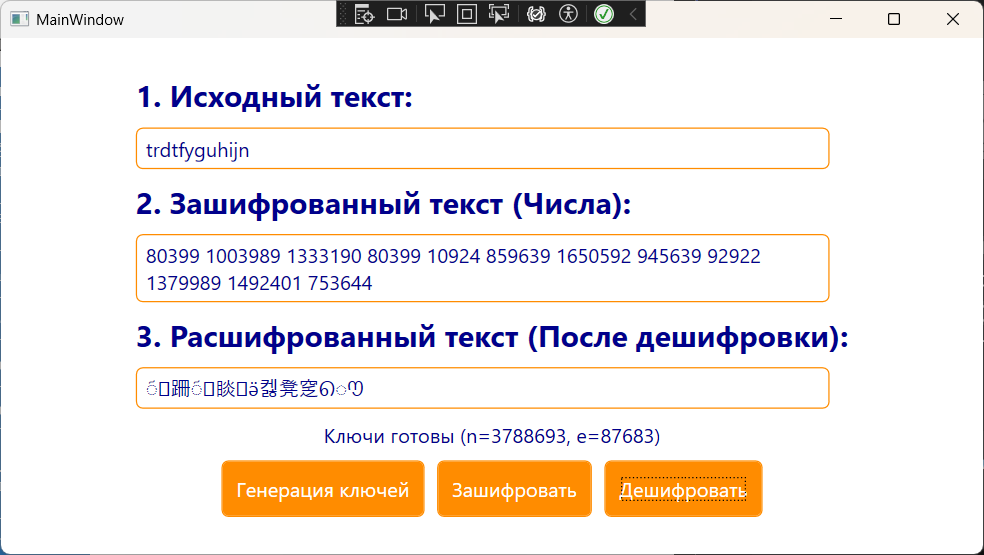 MainWindow
1. Исходный текст:
trdtfyguhijn
2. Зашифрованный текст (Числа):
80399 1003989 1333190 80399 10924 859639 1650592 945639 92922
1379989 1492401 753644
3. Расшифрованный текст (После дешифровки):
Ключи готовы (n=3788693, e=87683)
Генерация ключей
Зашифровать
Дешифровать